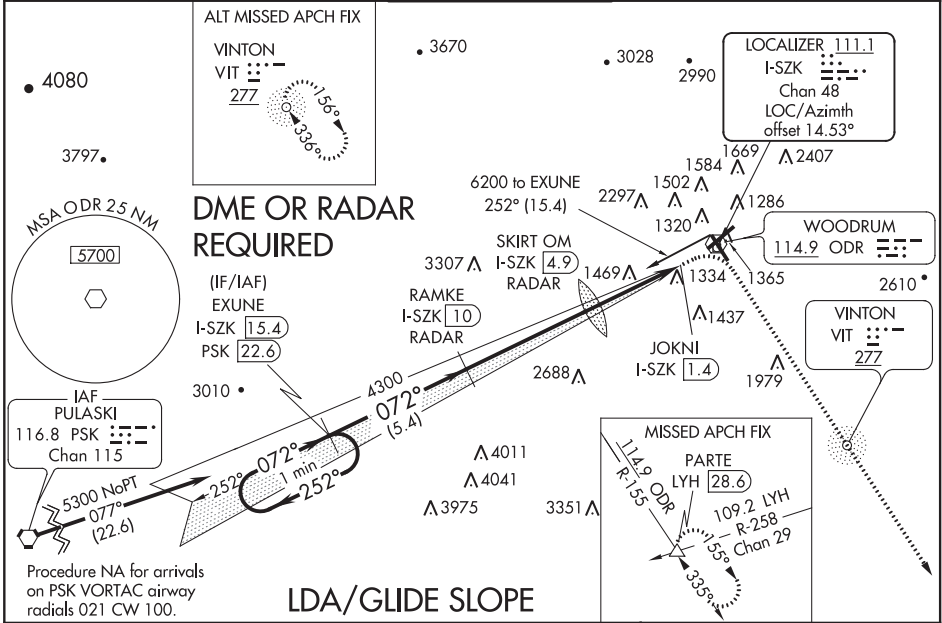 ALT MISSED APCH FIX
VINTON
VIT
277
156°
336°
3670
3028
2990
4080
3797
LOCALIZER 111.1
I-SZK
Chan 48
LOC/Azimuth
offset 14.53°
1669
2407
1584
1502
2297
1286
1320
6200 to EXUNE
252° (15.4)
MSA ODR 25 NM
5700
DME OR RADAR
REQUIRED
WOODRUM
114.9 ODR
SKIRT OM
I-SZK 4.9
RADAR
3307
1469
1334
1365
2610
(IF/IAF)
EXUNE
I-SZK 15.4
PSK 22.6
RAMKE
I-SZK 10
RADAR
1437
VINTON
VIT
277
JOKNI
I-SZK 1.4
3010
4300
072°
(5.4)
2688
1979
IAF
PULASKI
116.8 PSK
Chan 115
072°
1 min
252°
252°
5300 NoPT
077°
(22.6)
4011
4041
3975
3351
MISSED APCH FIX
114.9 ODR
R-155
PARTE
LYH 28.6
109.2 LYH
R-258
Chan 29
155°
335°
Procedure NA for arrivals
on PSK VORTAC airway
radials 021 CW 100.
LDA/GLIDE SLOPE